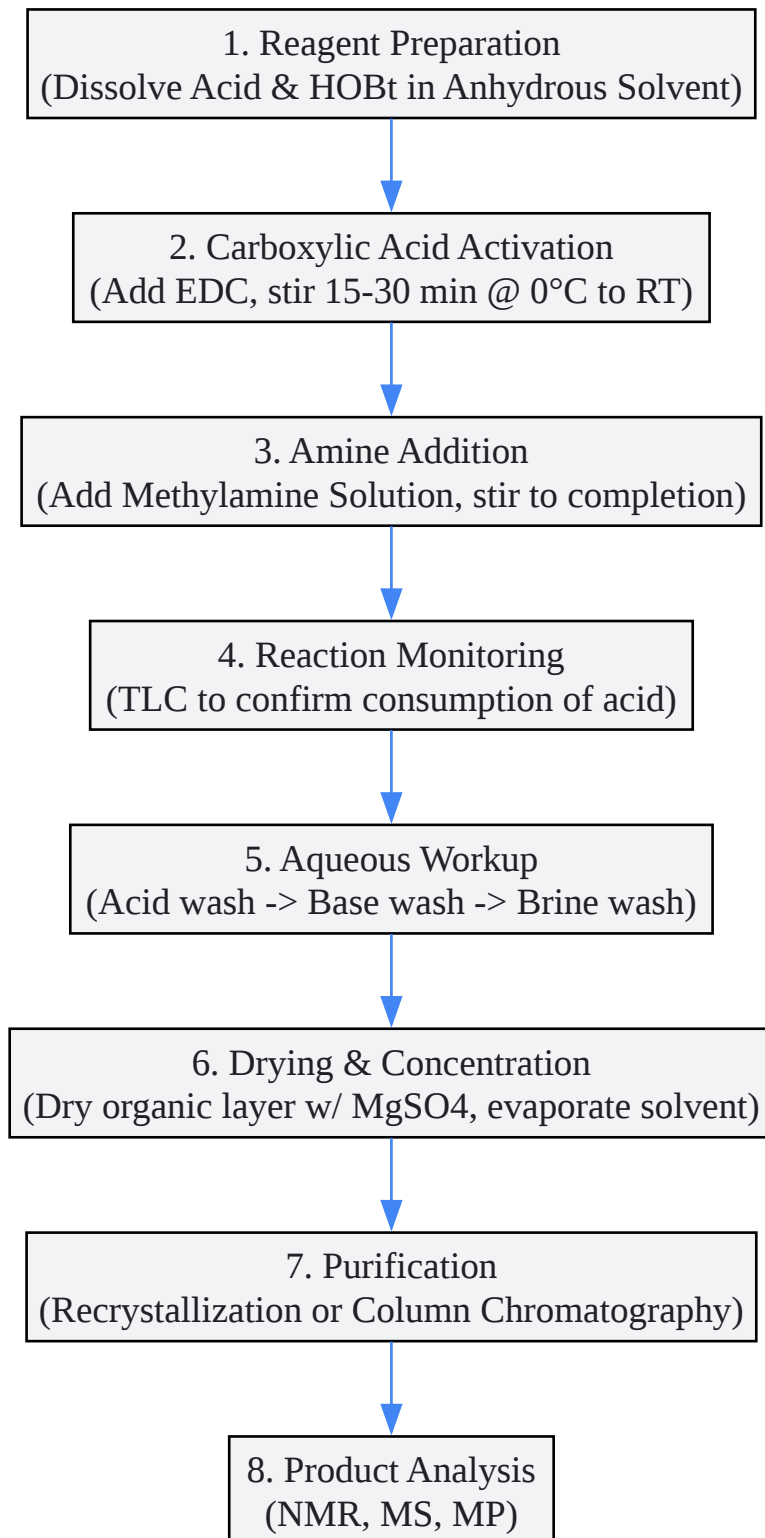 1. Reagent Preparation
(Dissolve Acid & HOBt in Anhydrous Solvent)
2. Carboxylic Acid Activation
(Add EDC, stir 15-30 min @ 0°C to RT)
3. Amine Addition
(Add Methylamine Solution, stir to completion)
4. Reaction Monitoring
(TLC to confirm consumption of acid)
5. Aqueous Workup
(Acid wash -> Base wash -> Brine wash)
6. Drying & Concentration
(Dry organic layer w/ MgSO4, evaporate solvent)
7. Purification
(Recrystallization or Column Chromatography)
8. Product Analysis
(NMR, MS, MP)